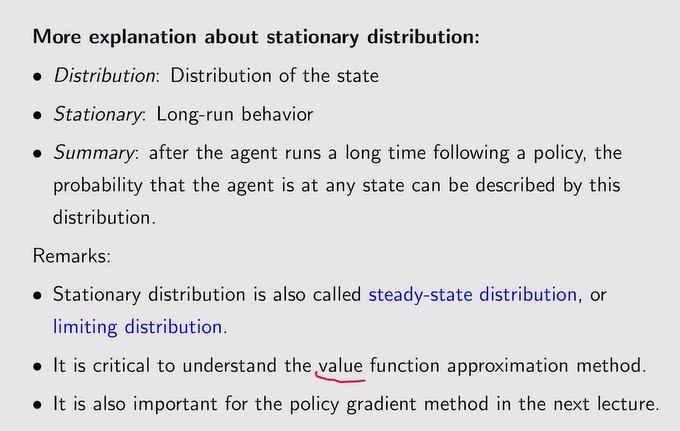 More explanation about stationary distribution:
• Distribution: Distribution of the state
• Stationary: Long-run behavior
• Summary: after the agent runs a long time following a policy, the
probability that the agent is at any state can be described by this
distribution.
Remarks:
• Stationary distribution is also called steady-state distribution, or
limiting distribution.
• It is critical to understand the value function approximation method.
• It is also important for the policy gradient method in the next lecture.